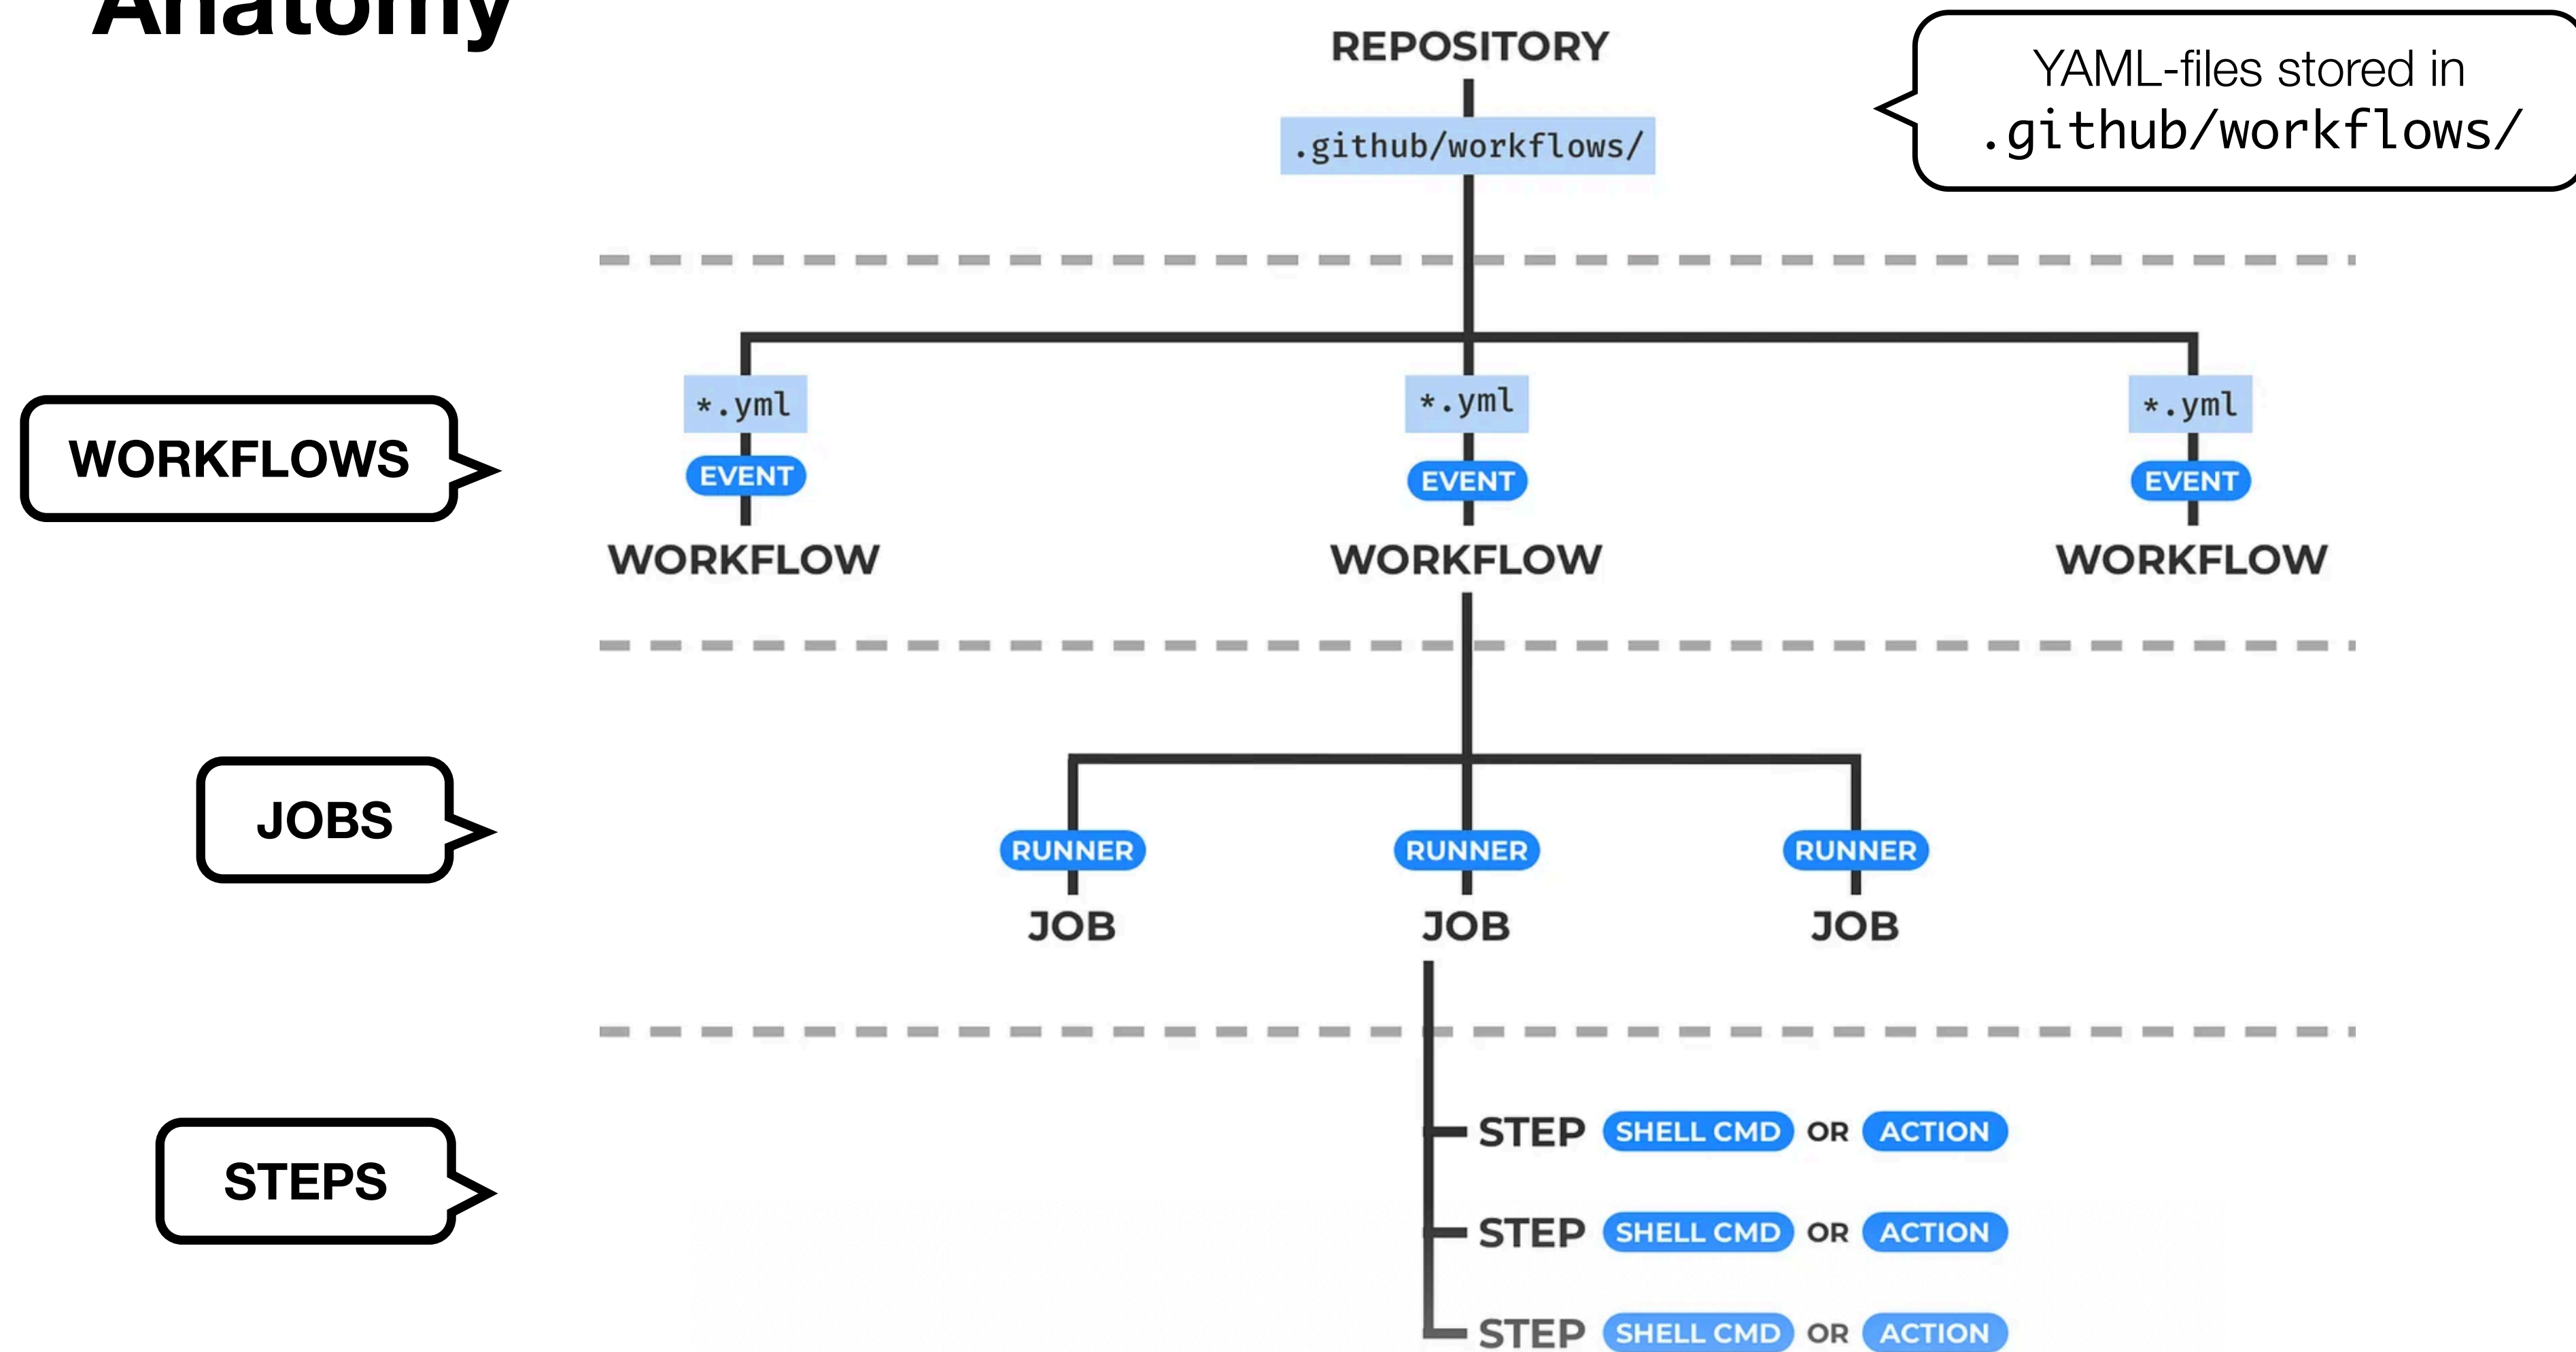 Anatomy
REPOSITORY
YAML-files stored in
.github/workflows/
.github/workflows/
*.yml *.yml *.yml
WORKFLOWS
EVENT EVENT EVENT
WORKFLOW WORKFLOW WORKFLOW
JOBS
RUNNER RUNNER RUNNER
JOB JOB JOB
STEP SHELL CMD OR ACTION
STEPS
STEP SHELL CMD OR ACTION
STEP SHELL CMD OR ACTION